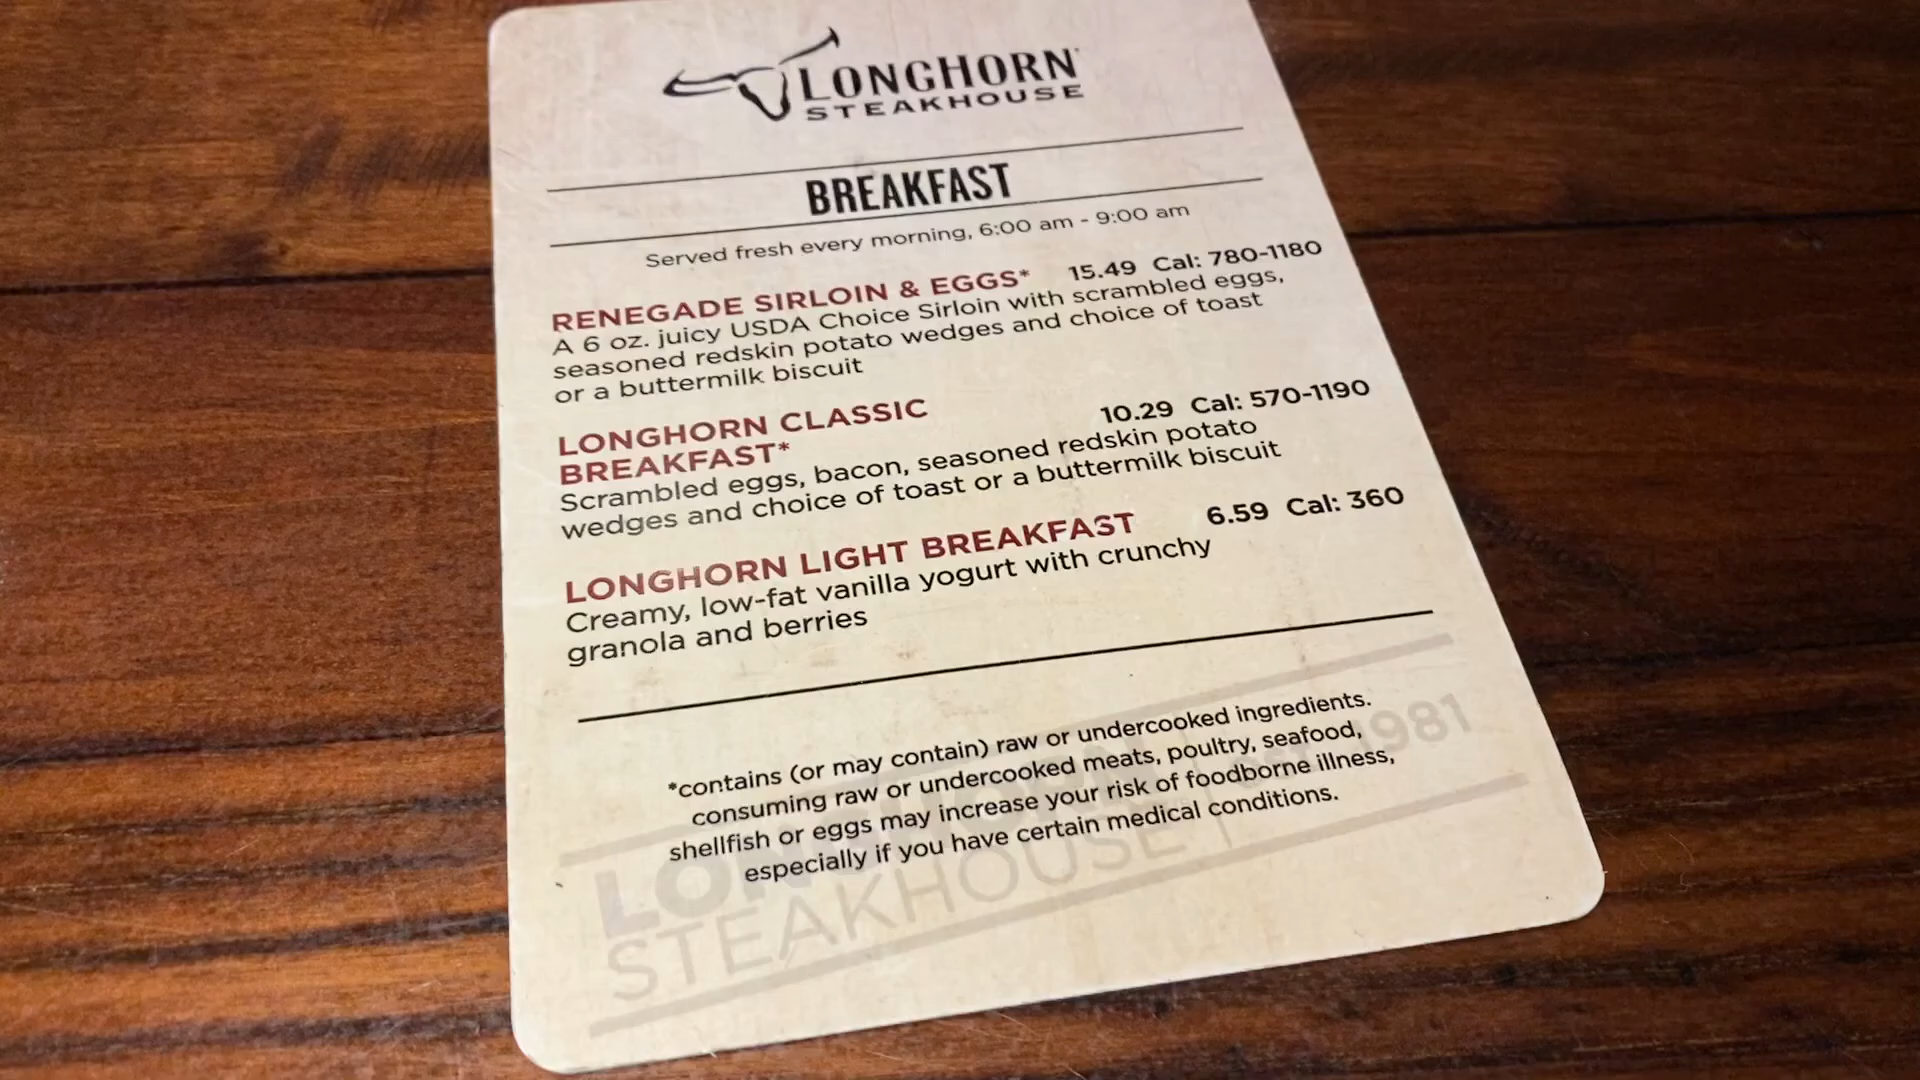 LONGHORN
STEAKHOUSE
BREAKFAST
Served fresh every morning, 6:00 am - 9:00 am
RENEGADE SIRLOIN & EGGS* 15.49 Cal: 780-1180
A 6 oz. juicy USDA Choice Sirloin with scrambled eggs,
seasoned redskin potato wedges and choice of toast
or a buttermilk biscuit
LONGHORN CLASSIC
BREAKFAST* 10.29 Cal: 570-1190
Scrambled eggs, bacon, seasoned redskin potato
wedges and choice of toast or a buttermilk biscuit
LONGHORN LIGHT BREAKFAST 6.59 Cal: 360
Creamy, low-fat vanilla yogurt with crunchy
granola and berries
*contains (or may contain) raw or undercooked ingredients.
consuming raw or undercooked meats, poultry, seafood,
shellfish or eggs may increase your risk of foodborne illness,
especially if you have certain medical conditions.
STEAKHOUSE